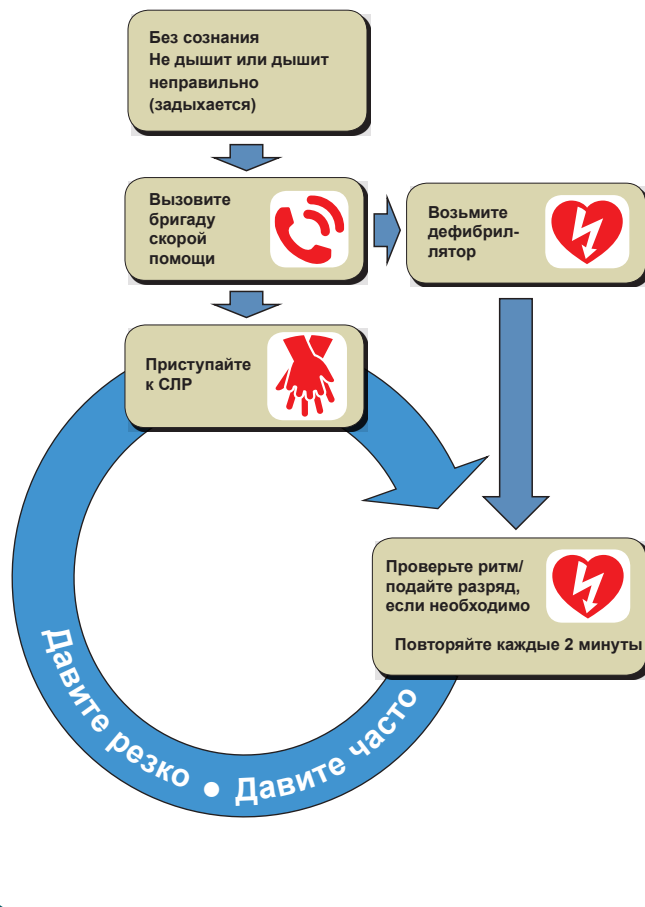 Без сознания
Не дышит или дышит
неправильно
(задыхается)
Вызовите
бригаду
скорой
помощи
Возьмите
дефибрил-
лятор
Приступайте
к СЛР
Проверьте ритм/
подайте разряд,
если необходимо
Повторяйте каждые 2 минуты
Давите резко ● Давите часто